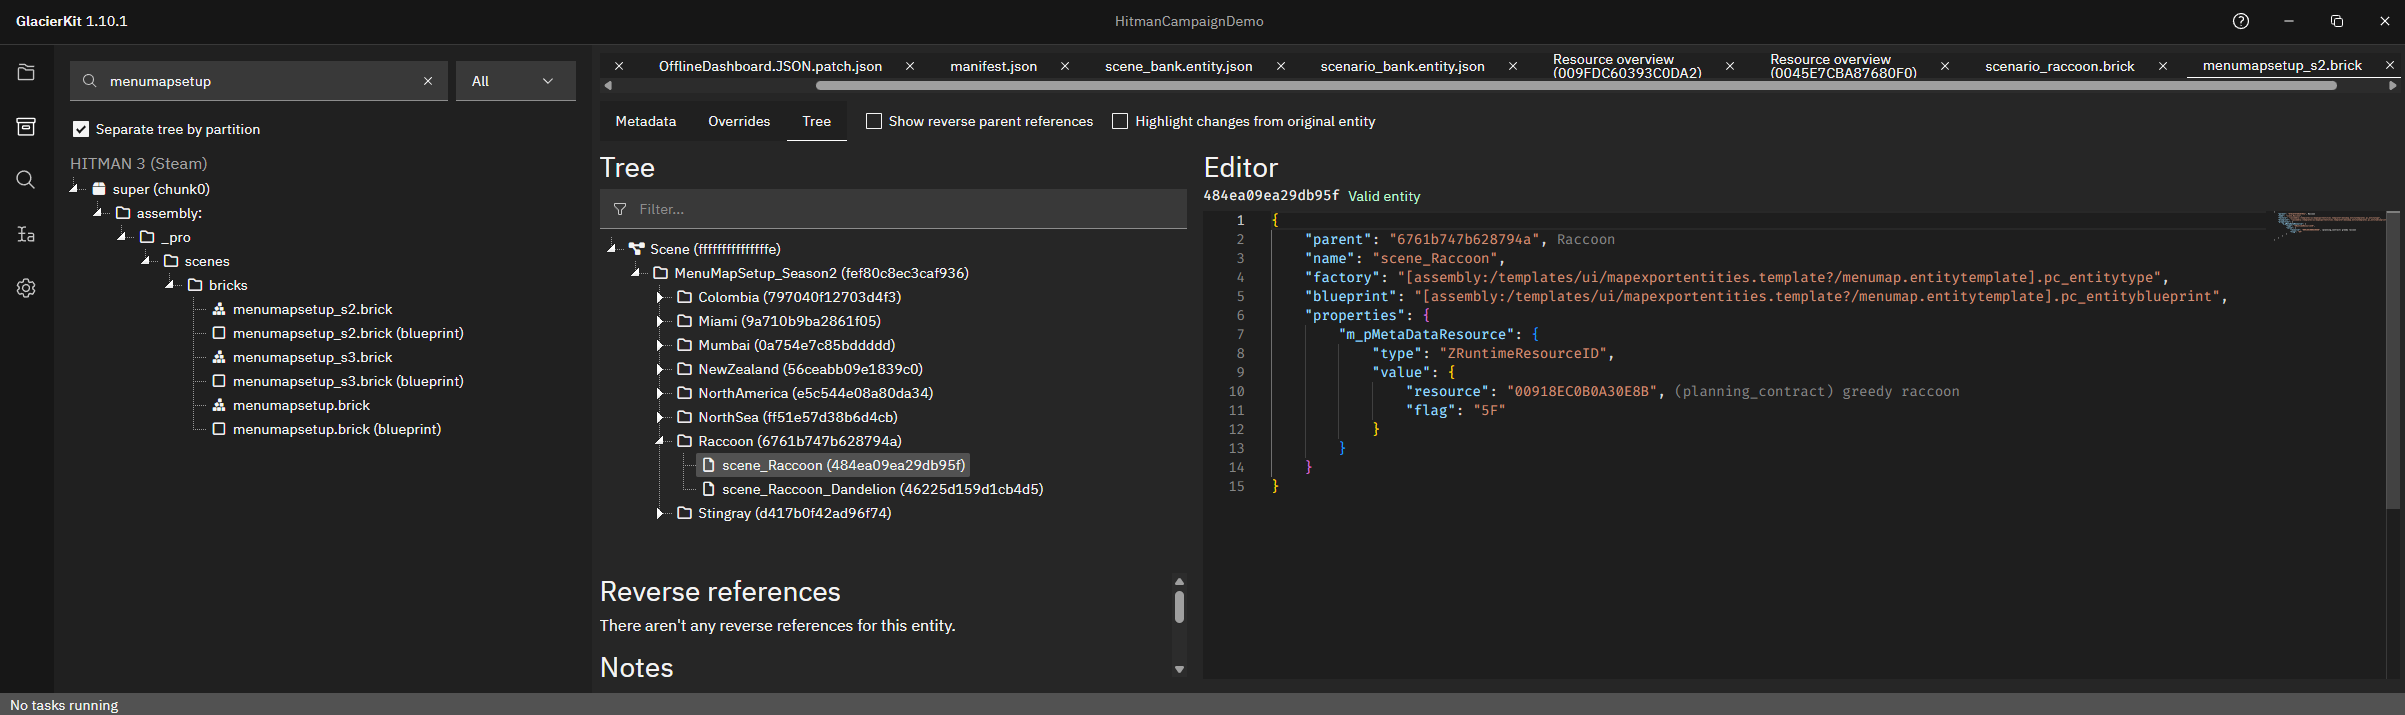 GlacierKit 1.10.1
HitmanCampaignDemo
menumapsetup
All
Separate tree by partition
HITMAN 3 (Steam)
super (chunk0)
assembly:
_pro
scenes
bricks
menumapsetup_s2.brick
menumapsetup_s2.brick (blueprint)
menumapsetup_s3.brick
menumapsetup_s3.brick (blueprint)
menumapsetup.brick
menumapsetup.brick (blueprint)
OfflineDashboard.JSON.patch.json
manifest.json
scene_bank.entity.json
scenario_bank.entity.json
Resource overview
(009FDC60393C0DA2)
Resource overview
(0045E7CBA87680F0)
scenario_raccoon.brick
menumapsetup_s2.brick
Metadata
Overrides
Tree
Show reverse parent references
Highlight changes from original entity
Tree
Filter...
Scene (fffffffffffffffe)
MenuMapSetup_Season2 (fef80c8ec3caf936)
Colombia (797040f12703d4f3)
Miami (9a710b9ba2861f05)
Mumbai (0a754e7c85bddddd)
NewZealand (56ceabb09e1839c0)
NorthAmerica (e5c544e08a80da34)
NorthSea (ff51e57d38b6d4cb)
Raccoon (6761b747b628794a)
scene_Raccoon (484ea09ea29db95f)
scene_Raccoon_Dandelion (46225d159d1cb4d5)
Stingray (d417b0f42ad96f74)
Reverse references
There aren't any reverse references for this entity.
Notes
Editor
484ea09ea29db95f Valid entity
1 {
2 "parent": "6761b747b628794a", Raccoon
3 "name": "scene_Raccoon",
4 "factory": "[assembly:/templates/ui/mapexportentities.template?/menumap.entitytemplate].pc_entitytype",
5 "blueprint": "[assembly:/templates/ui/mapexportentities.template?/menumap.entitytemplate].pc_entityblueprint",
6 "properties": {
7 "m_pMetaDataResource": {
8 "type": "ZRuntimeResourceID",
9 "value": {
10 "resource": "00918EC0B0A30E8B", (planning_contract) greedy raccoon
11 "flag": "5F"
12 }
13 }
14 }
15 }
No tasks running